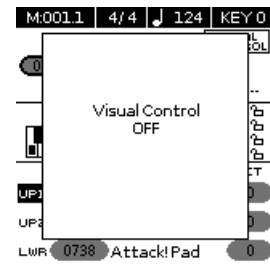 M:001.1 4/4 ♩ 124 KEY 0
Visual Control
OFF
UP1
UP2 0
LWR 0738 Attack!Pad 0